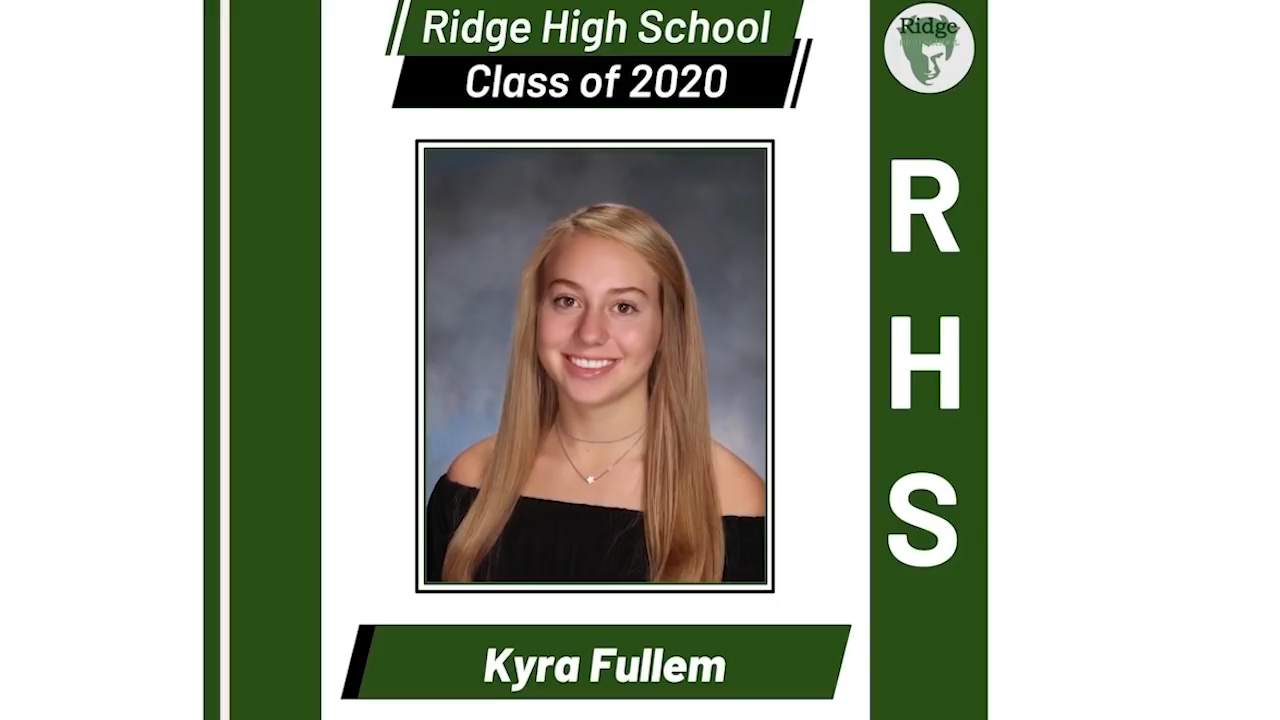 Ridge High School
Class of 2020
Ridge
R
H
S
Kyra Fullem